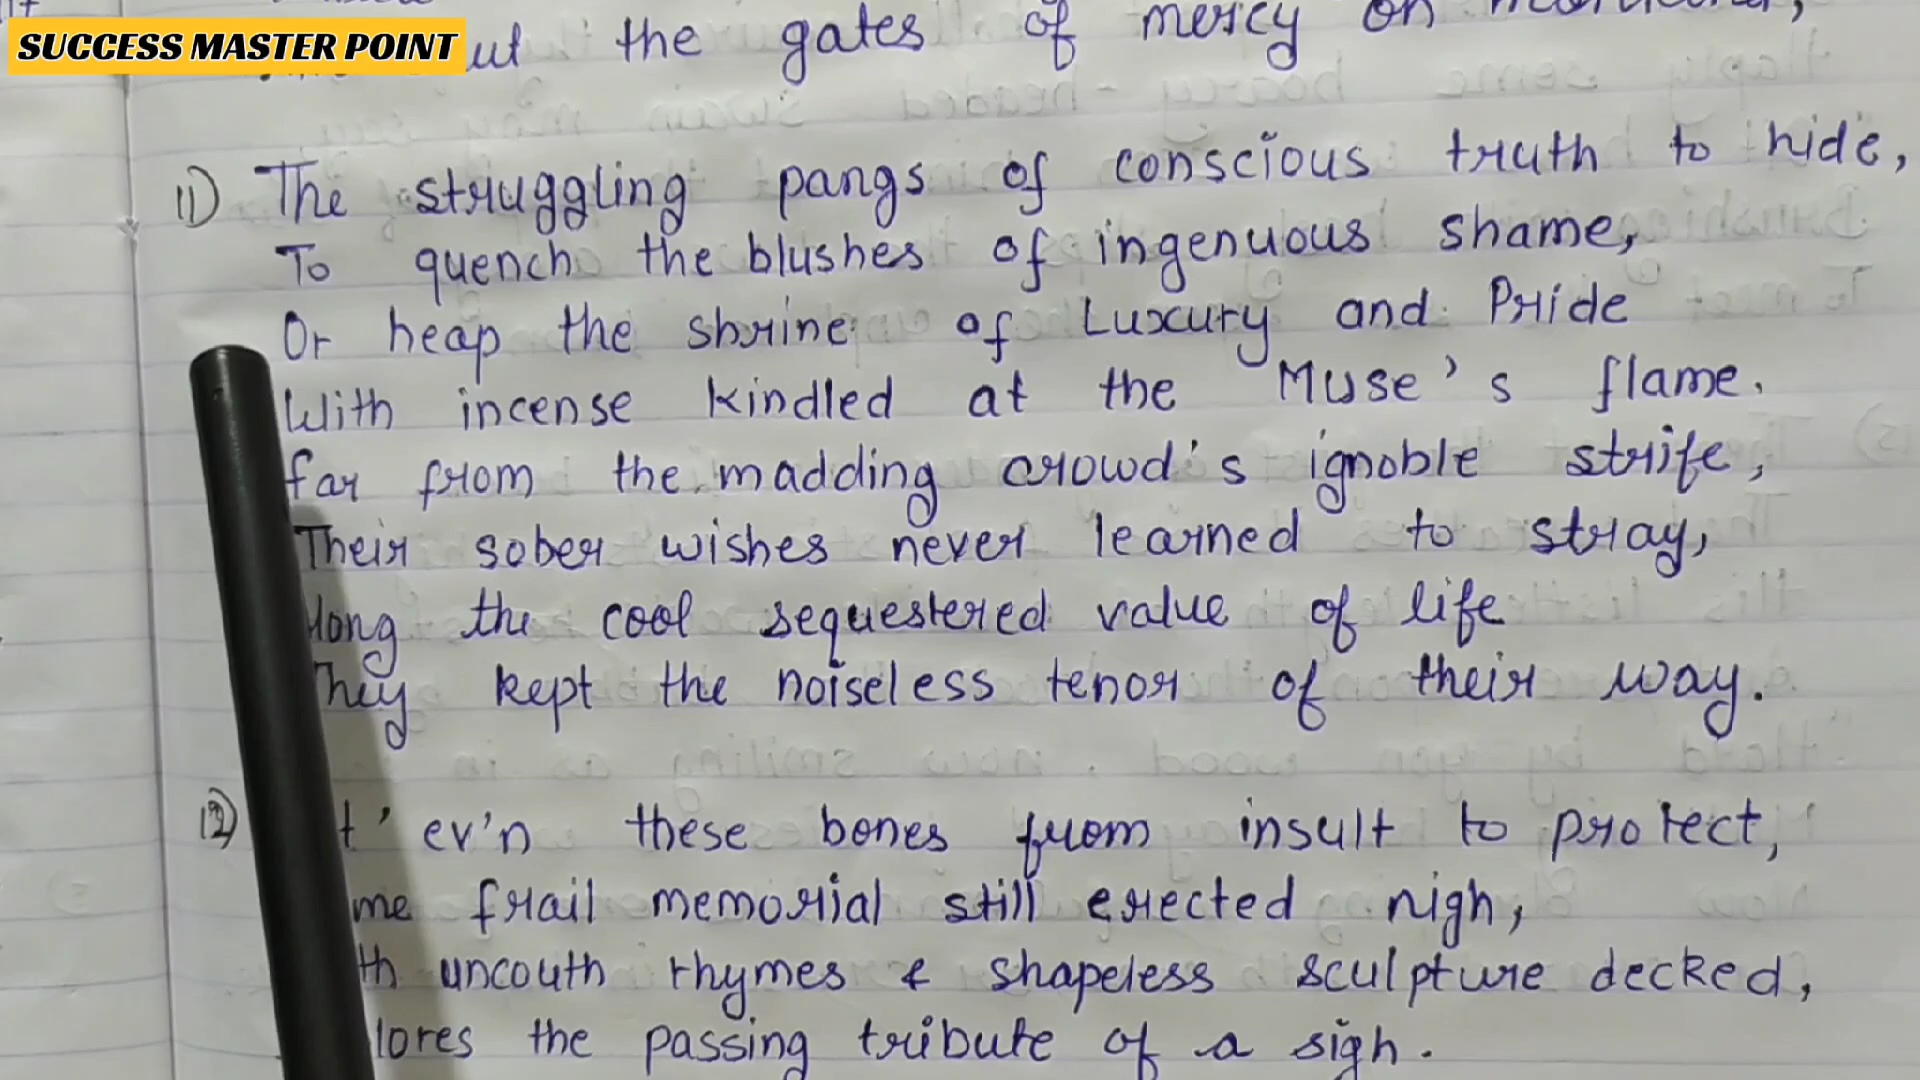 SUCCESS MASTER POINT
ut the gates of mercy on
11) The struggling pangs of conscious truth to hide,
To quench the blushes of ingenuous shame,
Or heap the shrine of Luxury and Pride
With incense kindled at the Muse's flame.
far from the madding crowd's ignoble strife,
Their sober wishes never learned to stray,
long the cool sequestered value of life
They kept the noiseless tenor of their way.
12) t' ev'n these bones from insult to protect,
me frail memorial still erected nigh,
th uncouth rhymes & shapeless sculpture decked,
lores the passing tribute of a sigh.